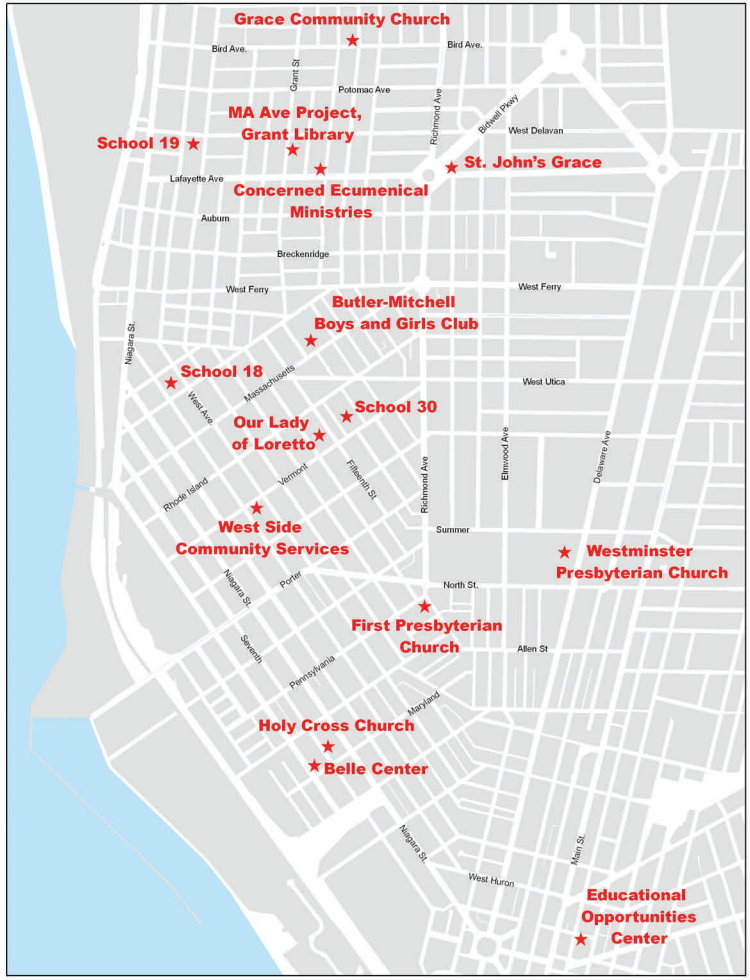 Grace Community Church
Bird Ave.
Bird Ave.
Grant St
Potomac Ave
Richmond Ave
Bidwell Pkwy
MA Ave Project,
Grant Library
West Delavan
School 19
St. John's Grace
Lafayette Ave
Concerned Ecumenical
Ministries
Auburn
Breckenridge
West Ferry
West Ferry
Butler-Mitchell
Boys and Girls Club
Niagara St.
School 18
Massachusetts
West Utica
West Ave.
School 30
Our Lady
of Loretto
Elmwood Ave
Delaware Ave
Richmond Ave
Fifteenth St
Vermont
Rhode Island
West Side
Community Services
Summer
Westminster
Presbyterian Church
Niagara St.
Porter
North St.
First Presbyterian
Church
Seventh
Allen St
Pennsylvania
Maryland
Holy Cross Church
Belle Center
Niagara St.
Main St.
West Huron
Educational
Opportunities
Center